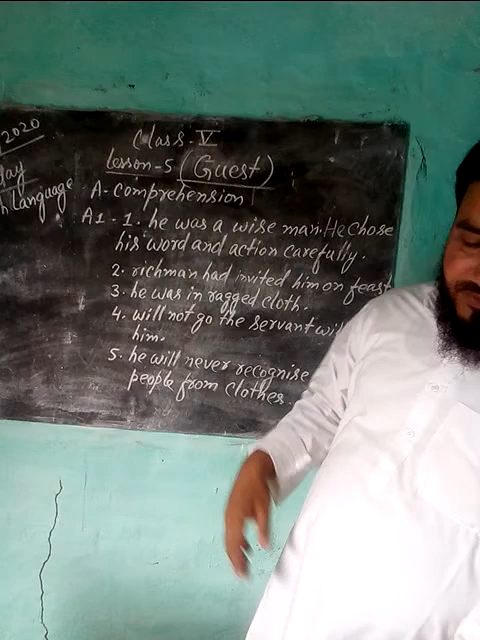 2020
Class-V
Lesson-5 (Guest)
Language
A-comprehension
A1-1. he was a wise man. He chose
his word and action carefully.
2. richman had invited him on feast
3. he was in ragged cloth.
4. will not go the servant
him.
5. he will never recognise
people from clothes.